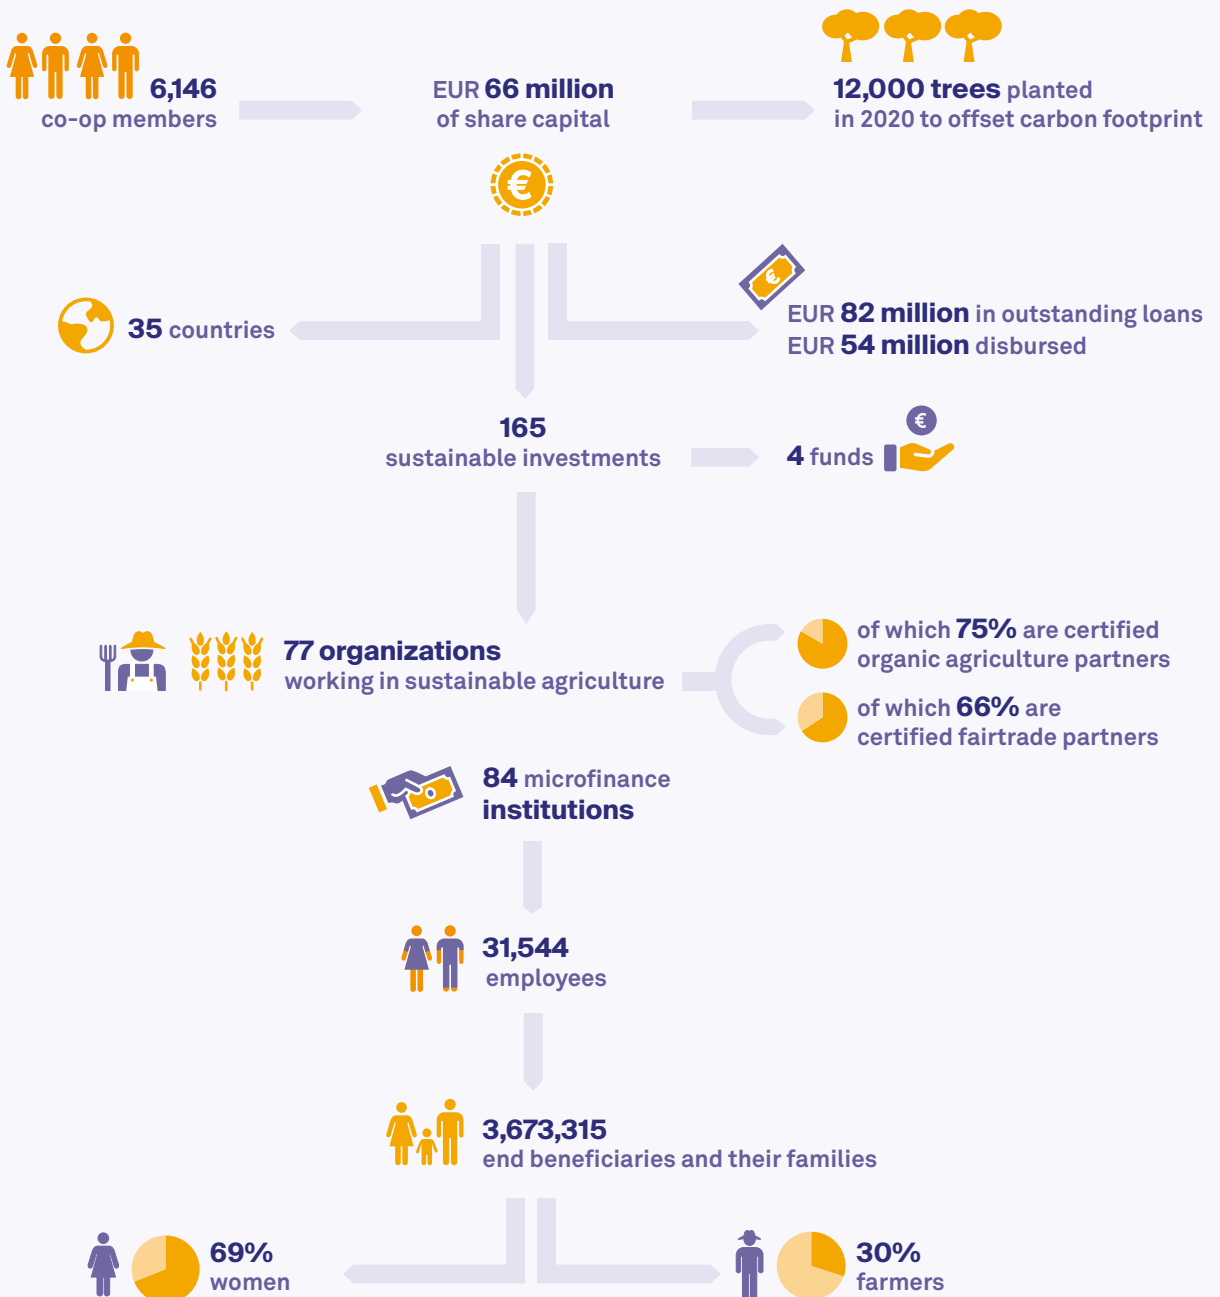 6,146
co-op members
EUR 66 million
of share capital
12,000 trees planted
in 2020 to offset carbon footprint
€
35 countries
€
EUR 82 million in outstanding loans
EUR 54 million disbursed
165
sustainable investments
4 funds
€
77 organizations
working in sustainable agriculture
of which 75% are certified
organic agriculture partners
of which 66% are
certified fairtrade partners
84 microfinance
institutions
31,544
employees
3,673,315
end beneficiaries and their families
69%
women
30%
farmers